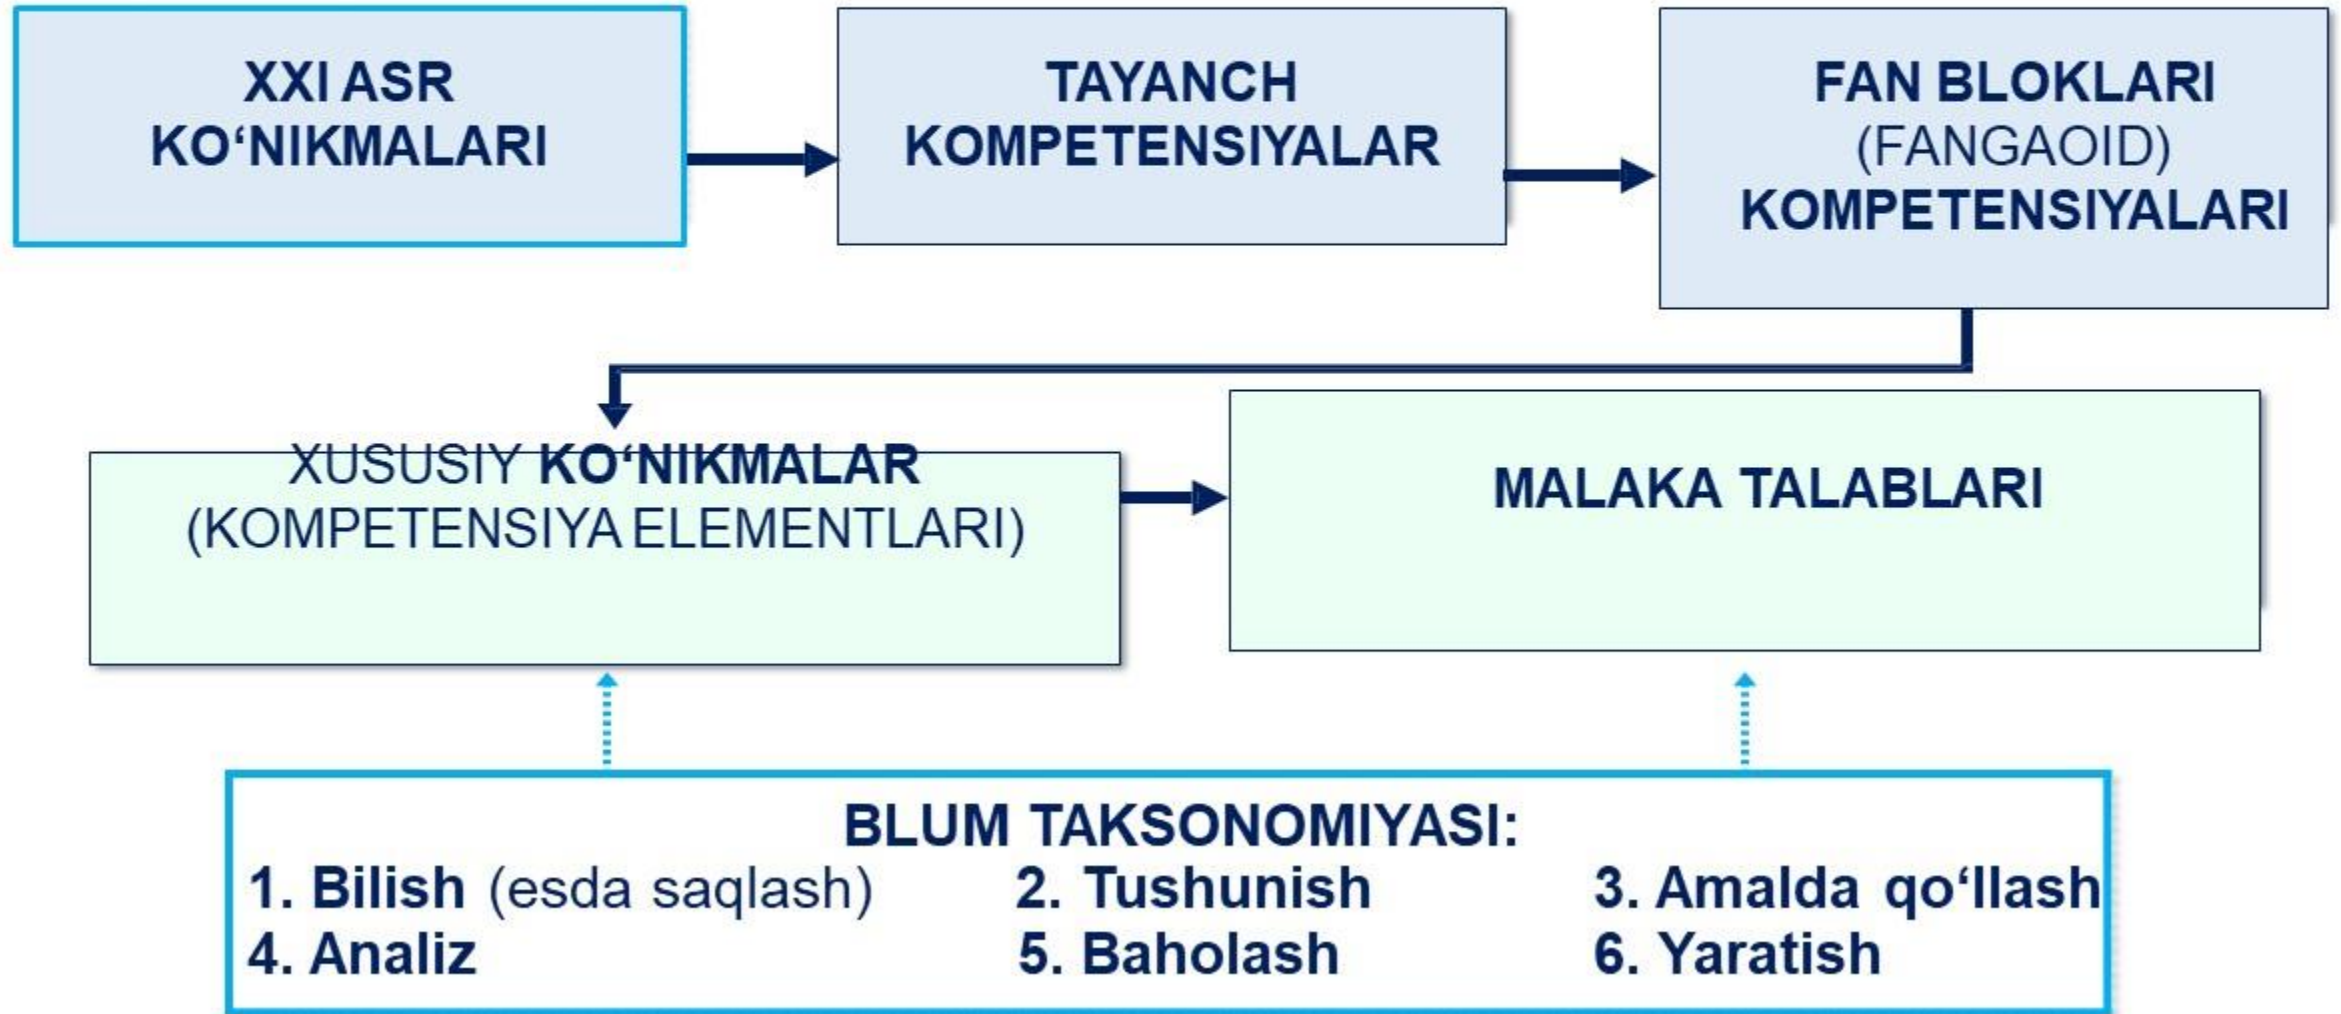 XXI ASR
KO‘NIKMALARI
TAYANCH
KOMPETENSIYALAR
FAN BLOKLARI
(FANGAOID)
KOMPETENSIYALARI
XUSUSIY KO‘NIKMALAR
(KOMPETENSIYA ELEMENTLARI)
MALAKA TALABLARI
BLUM TAKSONOMIYASI:
1. Bilish (esda saqlash) 2. Tushunish 3. Amalda qo‘llash
4. Analiz 5. Baholash 6. Yaratish